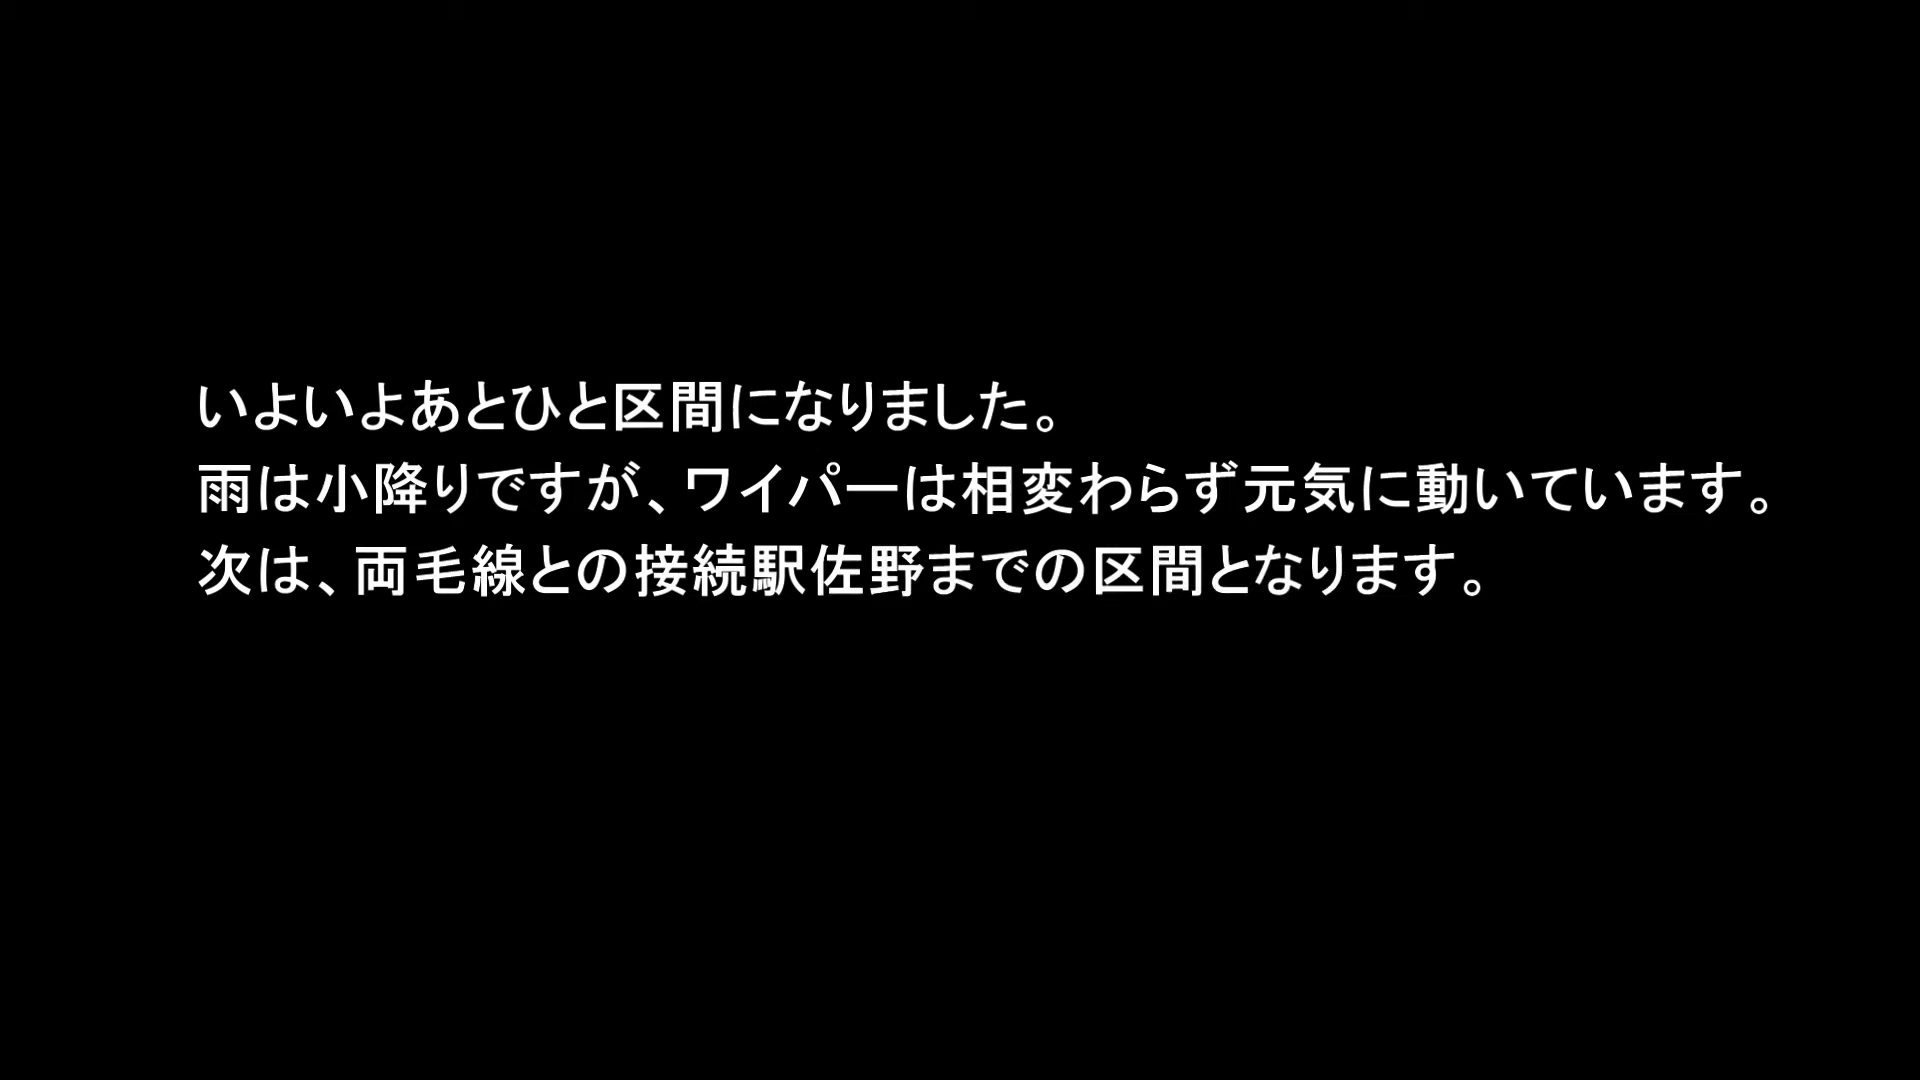 いよいよあとひと区間になりました。
雨は小降りですが、ワイパーは相変わらず元気に動いています。
次は、両毛線との接続駅佐野までの区間となります。